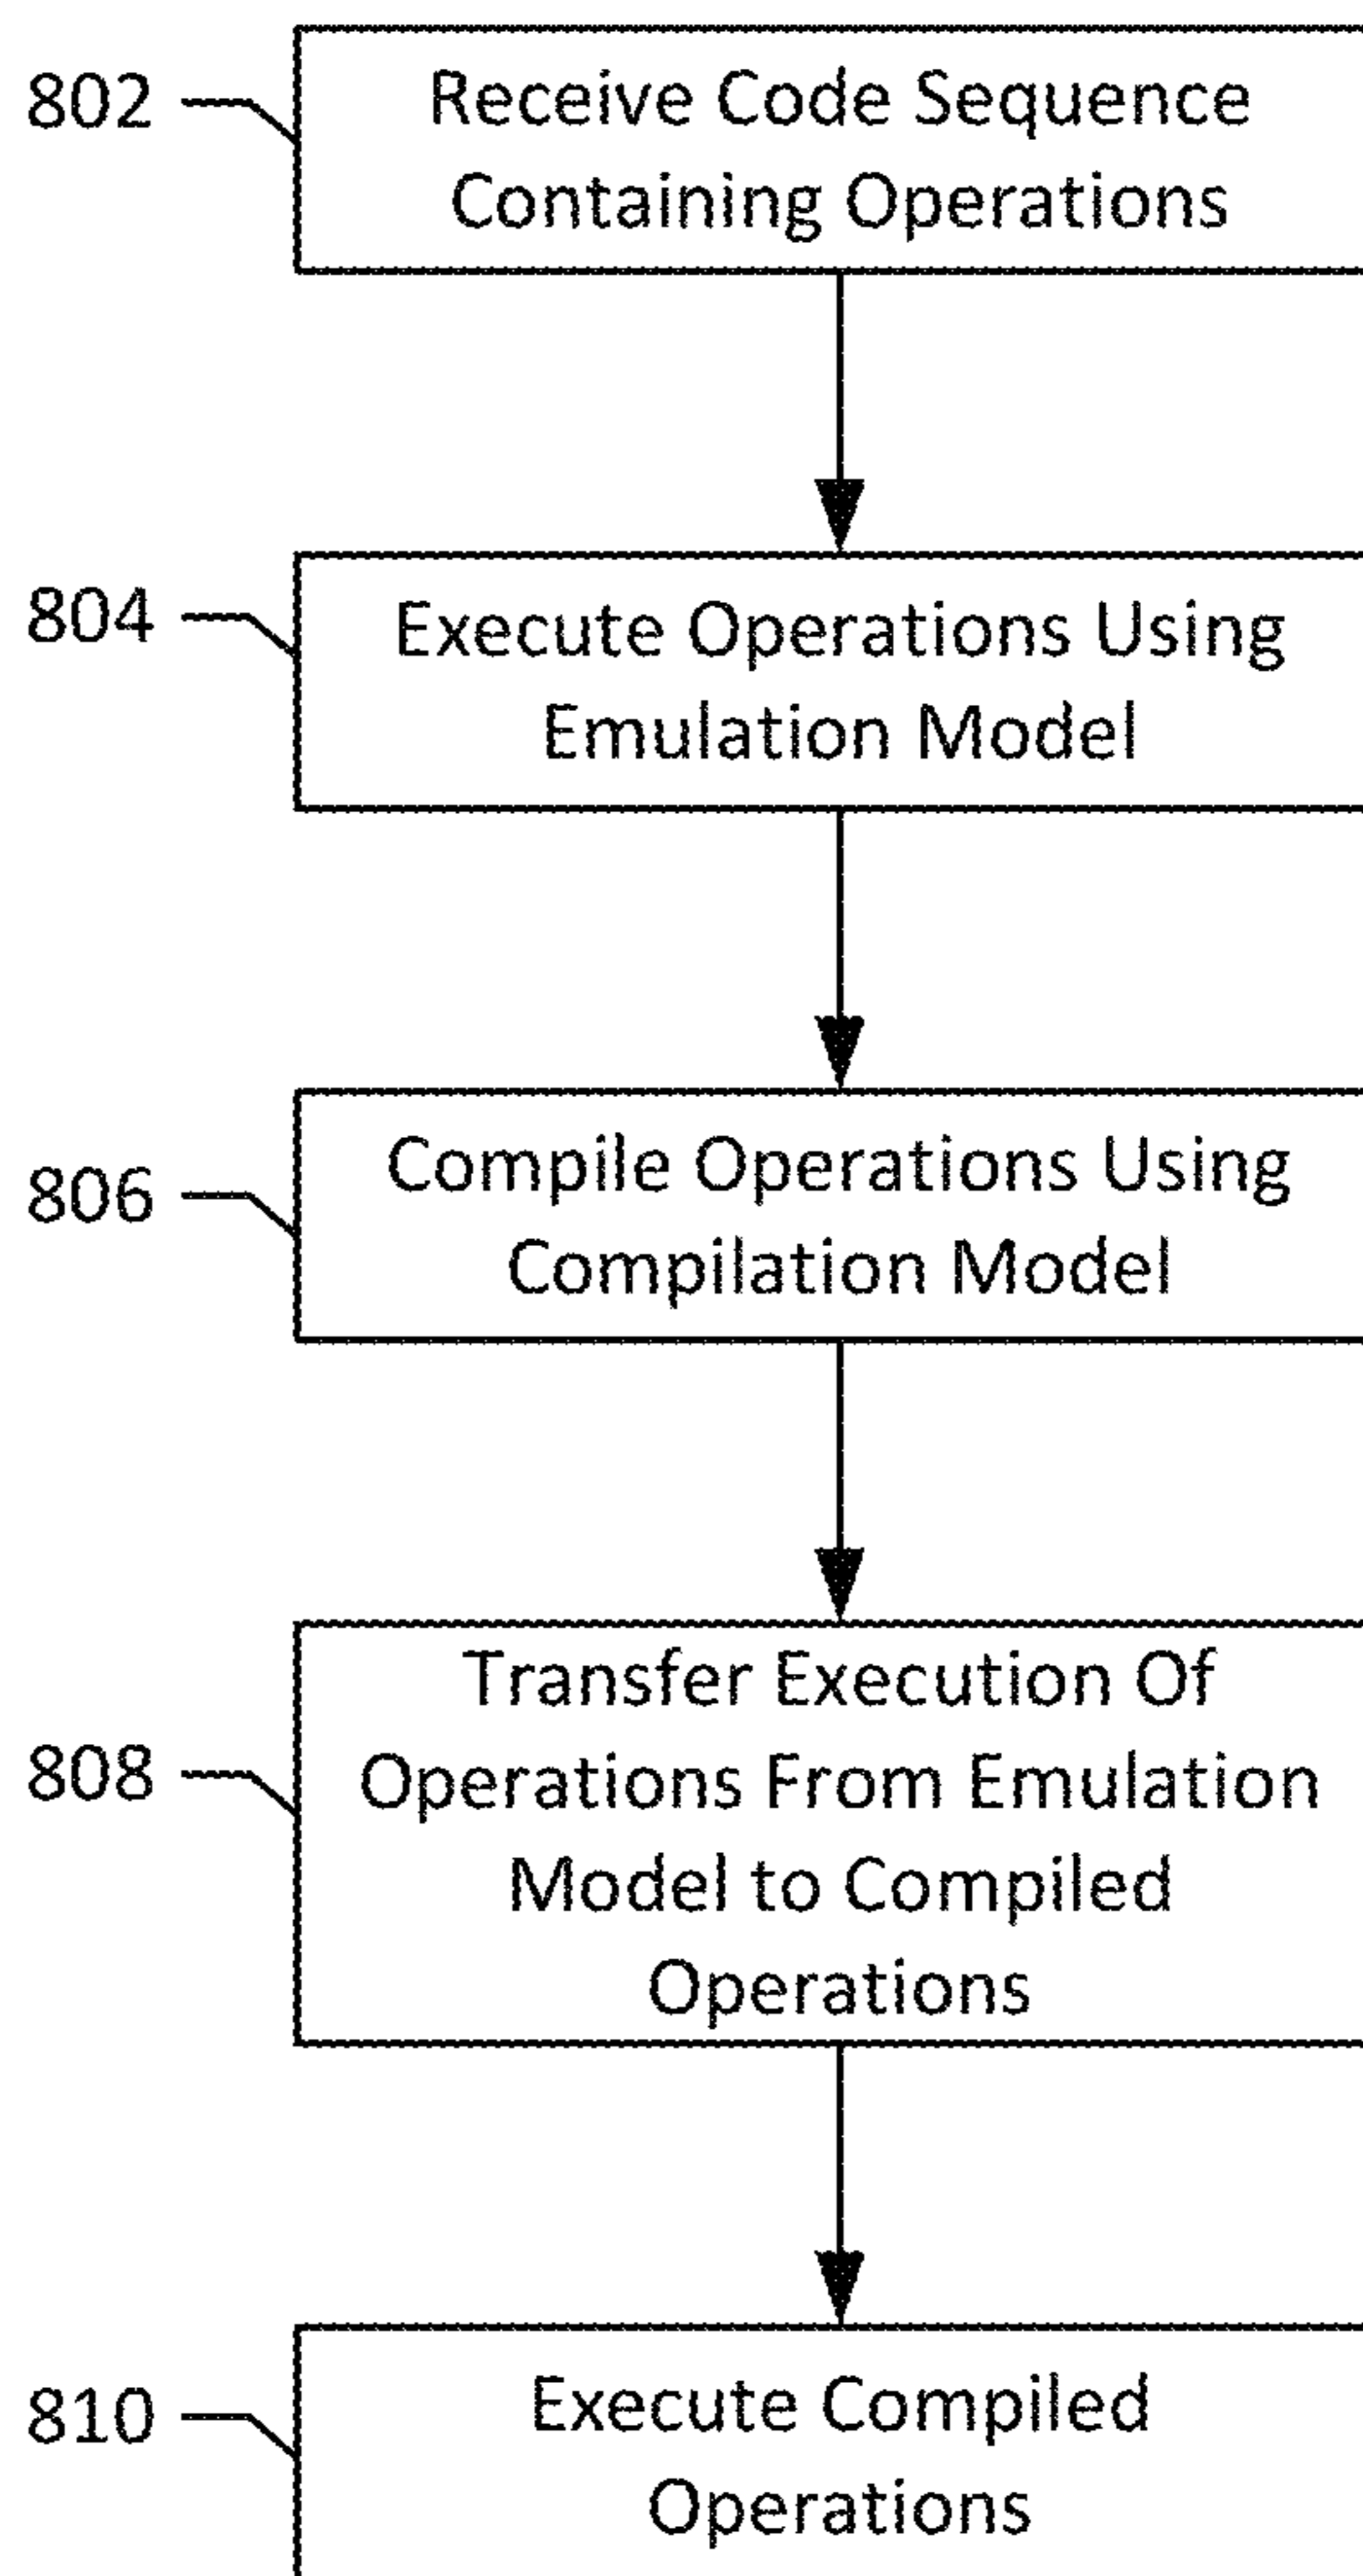 802
Receive Code Sequence
Containing Operations
804
Execute Operations Using
Emulation Model
806
Compile Operations Using
Compilation Model
808
Transfer Execution Of
Operations From Emulation
Model to Compiled
Operations
810
Execute Compiled
Operations